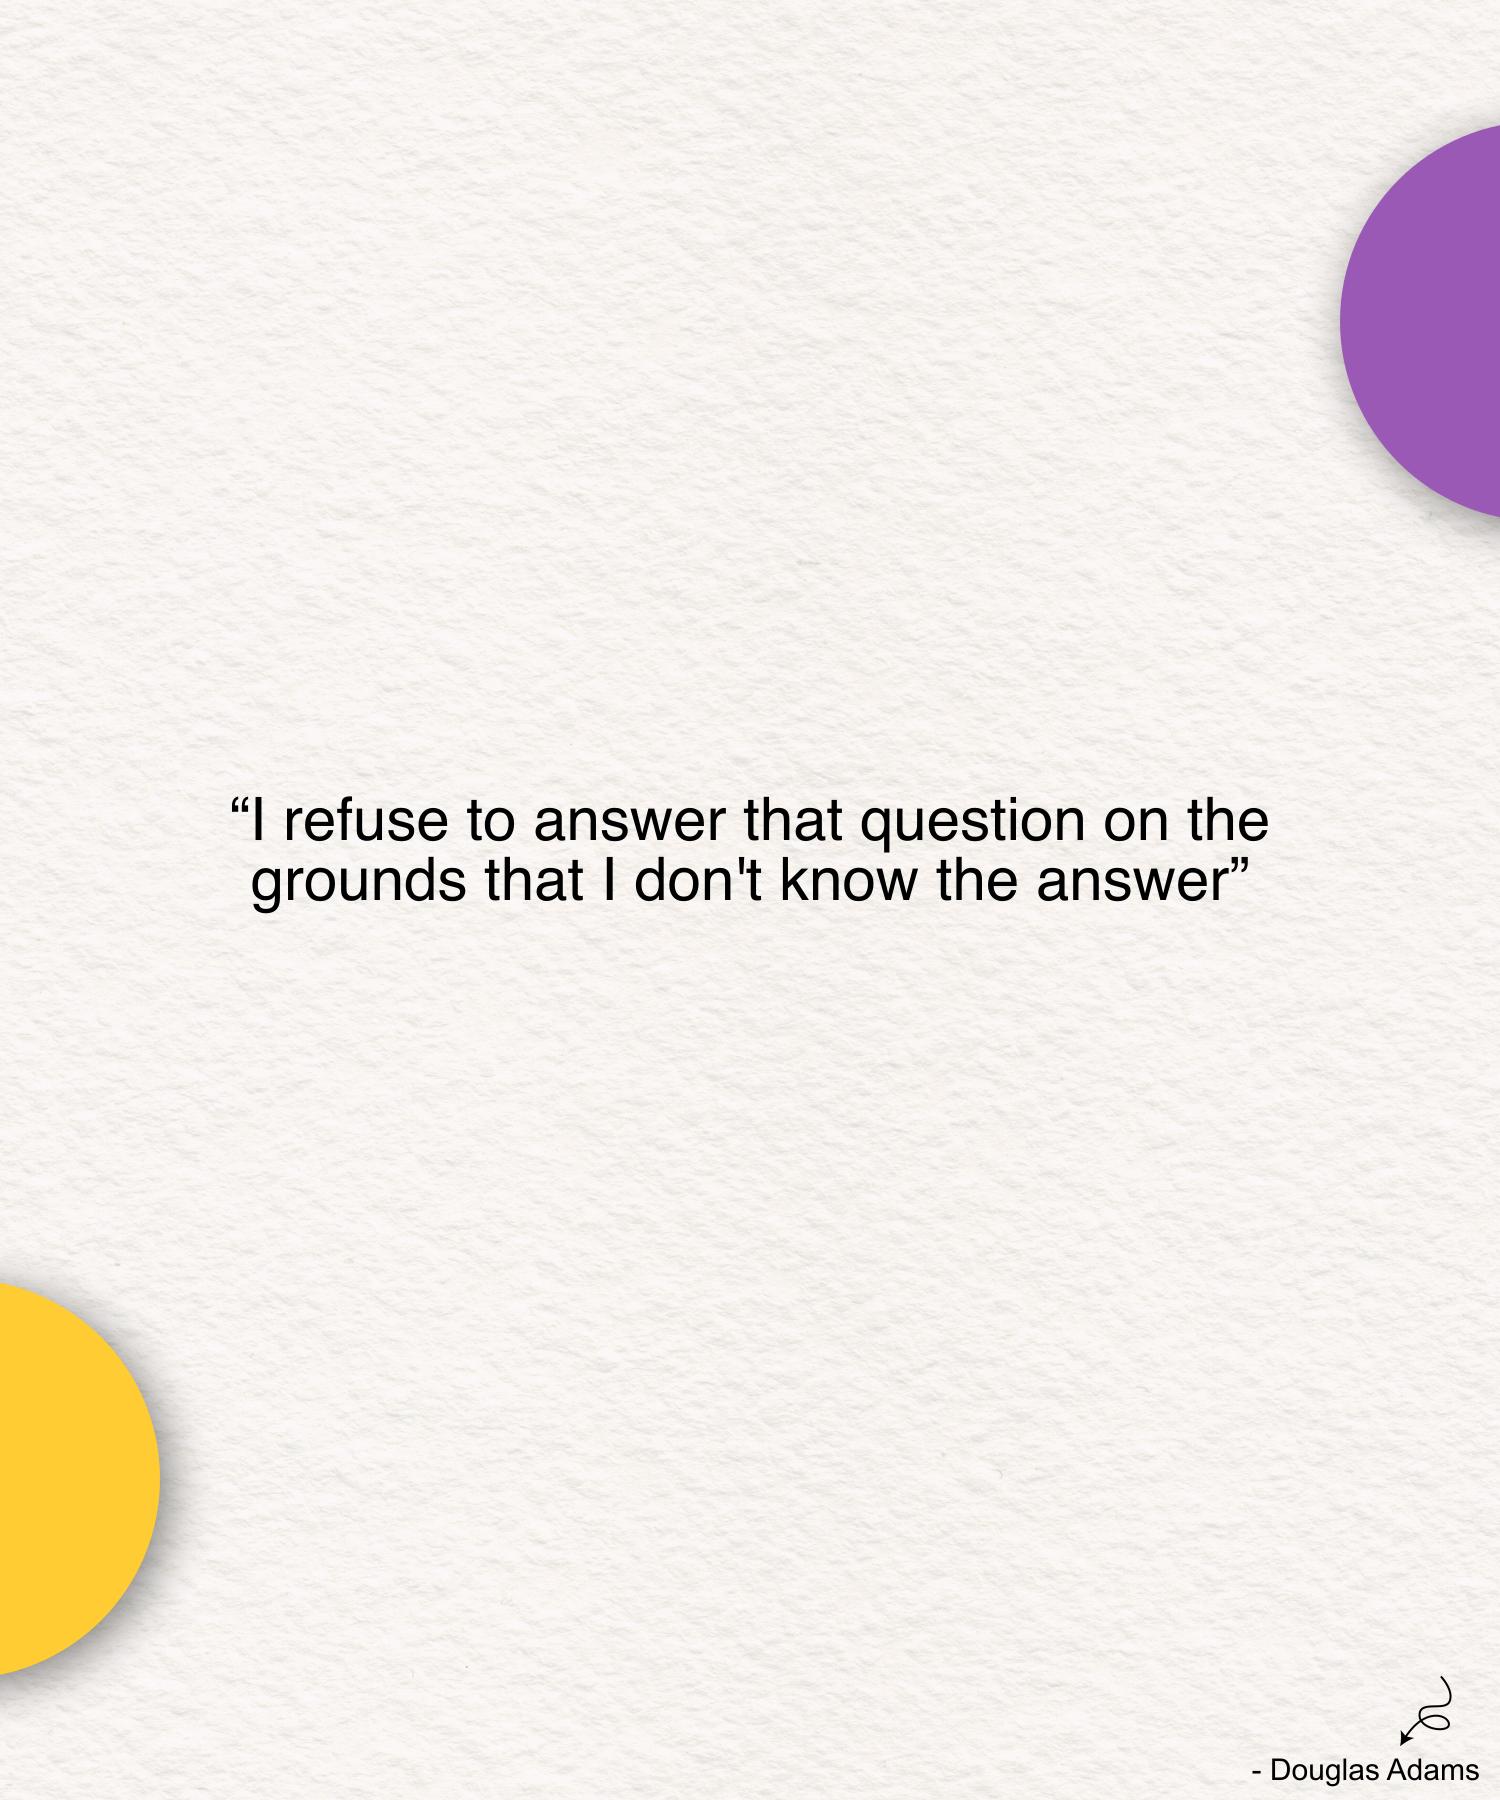 “I refuse to answer that question on the
grounds that I don't know the answer”
- Douglas Adams